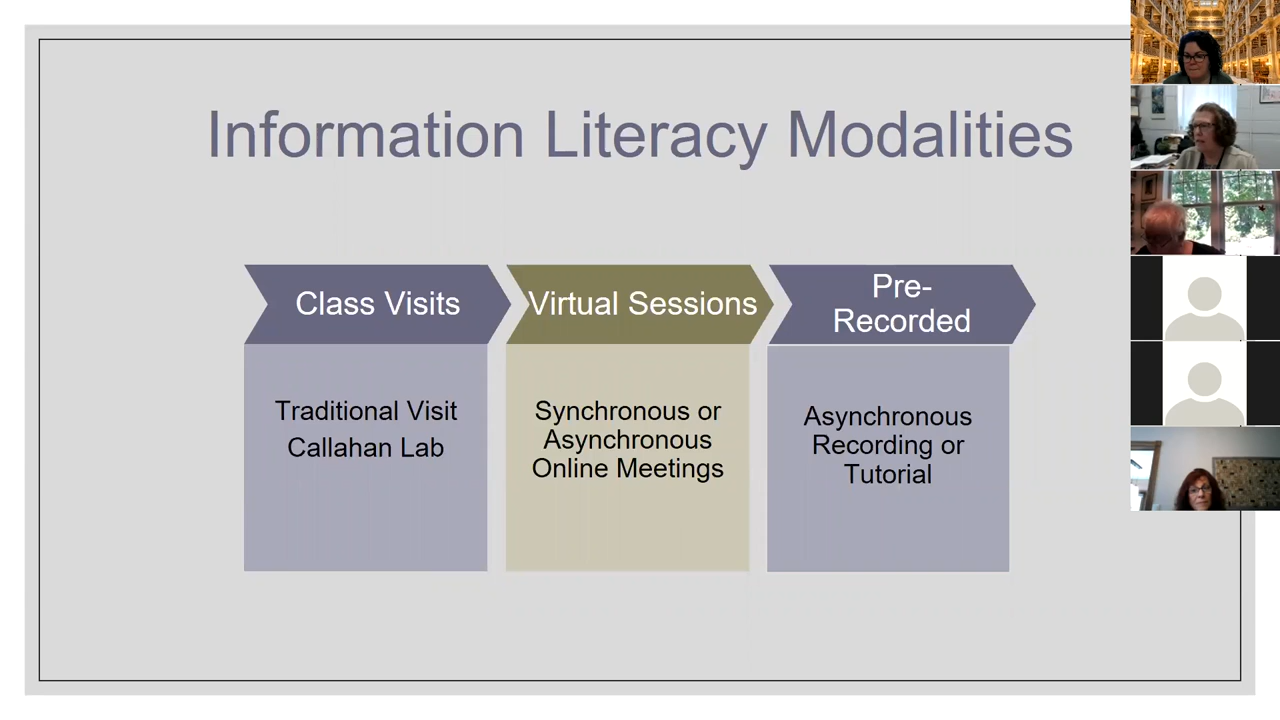 Information Literacy Modalities
Class Visits
Traditional Visit
Callahan Lab
Virtual Sessions
Synchronous or
Asynchronous
Online Meetings
Pre-
Recorded
Asynchronous
Recording or
Tutorial